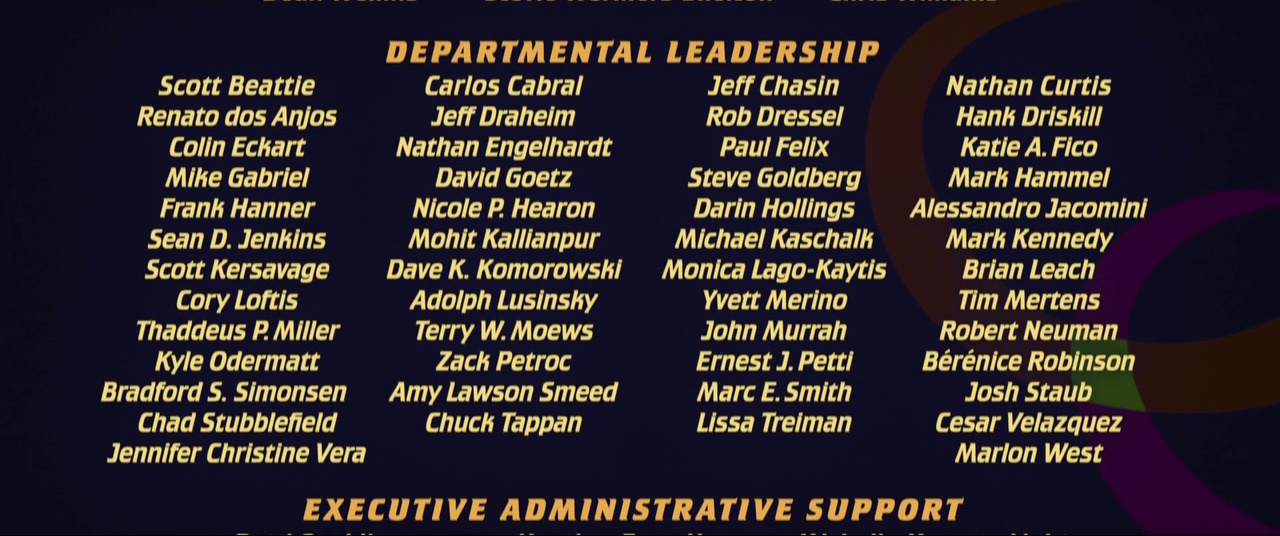 DEPARTMENTAL LEADERSHIP
Scott Beattie Carlos Cabral Jeff Chasin Nathan Curtis
Renato dos Anjos Jeff Draheim Rob Dressel Hank Driskill
Colin Eckart Nathan Engelhardt Paul Felix Katie A. Fico
Mike Gabriel David Goetz Steve Goldberg Mark Hammel
Frank Hanner Nicole P. Hearon Darin Hollings Alessandro Jacomini
Sean D. Jenkins Mohit Kallianpur Michael Kaschalk Mark Kennedy
Scott Kersavage Dave K. Komorowski Monica Lago-Kaytis Brian Leach
Cory Loftis Adolph Lusinsky Yvett Merino Tim Mertens
Thaddeus P. Miller Terry W. Moews John Murrah Robert Neuman
Kyle Odermatt Zack Petroc Ernest J. Petti Bérénice Robinson
Bradford S. Simonsen Amy Lawson Smeed Marc E. Smith Josh Staub
Chad Stubblefield Chuck Tappan Lissa Treiman Cesar Velazquez
Jennifer Christine Vera Marlon West
EXECUTIVE ADMINISTRATIVE SUPPORT